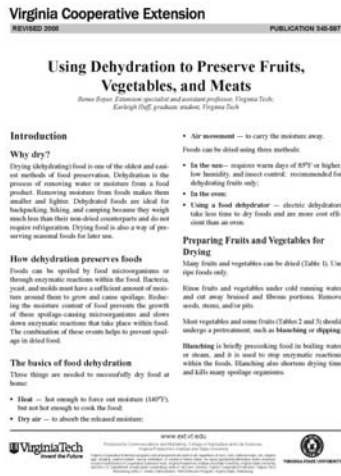 Virginia Cooperative Extension
REVISED 2008
PUBLICATION 348-597
Using Dehydration to Preserve Fruits,
Vegetables, and Meats
Renee Boyer, Extension specialist and assistant professor, Virginia Tech;
Karleigh Huff, graduate student, Virginia Tech
Introduction
Why dry?
Drying (dehydrating) food is one of the oldest and easi-
est methods of food preservation. Dehydration is the
process of removing water or moisture from a food
product. Removing moisture from foods makes them
smaller and lighter. Dehydrated foods are ideal for
backpacking, hiking, and camping because they weigh
much less than their non-dried counterparts and do not
require refrigeration. Drying food is also a way of pre-
serving seasonal foods for later use.
How dehydration preserves foods
Foods can be spoiled by food microorganisms or
through enzymatic reactions within the food. Bacteria,
yeast, and molds must have a sufficient amount of mois-
ture around them to grow and cause spoilage. Reduc-
ing the moisture content of food prevents the growth
of these spoilage-causing microorganisms and slows
down enzymatic reactions that take place within food.
The combination of these events helps to prevent spoil-
age in dried food.
The basics of food dehydration
Three things are needed to successfully dry food at
home:
• Heat — hot enough to force out moisture (140°F),
but not hot enough to cook the food;
• Dry air — to absorb the released moisture;
• Air movement — to carry the moisture away.
Foods can be dried using three methods:
• In the sun— requires warm days of 85°F or higher,
low humidity, and insect control; recommended for
dehydrating fruits only;
• In the oven;
• Using a food dehydrator — electric dehydrators
take less time to dry foods and are more cost effi-
cient than an oven.
Preparing Fruits and Vegetables for
Drying
Many fruits and vegetables can be dried (Table 1). Use
ripe foods only.
Rinse fruits and vegetables under cold running water
and cut away bruised and fibrous portions. Remove
seeds, stems, and/or pits.
Most vegetables and some fruits (Tables 2 and 3) should
undergo a pretreatment, such as blanching or dipping.
Blanching is briefly precooking food in boiling water
or steam, and it is used to stop enzymatic reactions
within the foods. Blanching also shortens drying time
and kills many spoilage organisms.
www.ext.vt.edu
VirginiaTech
Invent the Future
VIRGINIA STATE UNIVERSITY